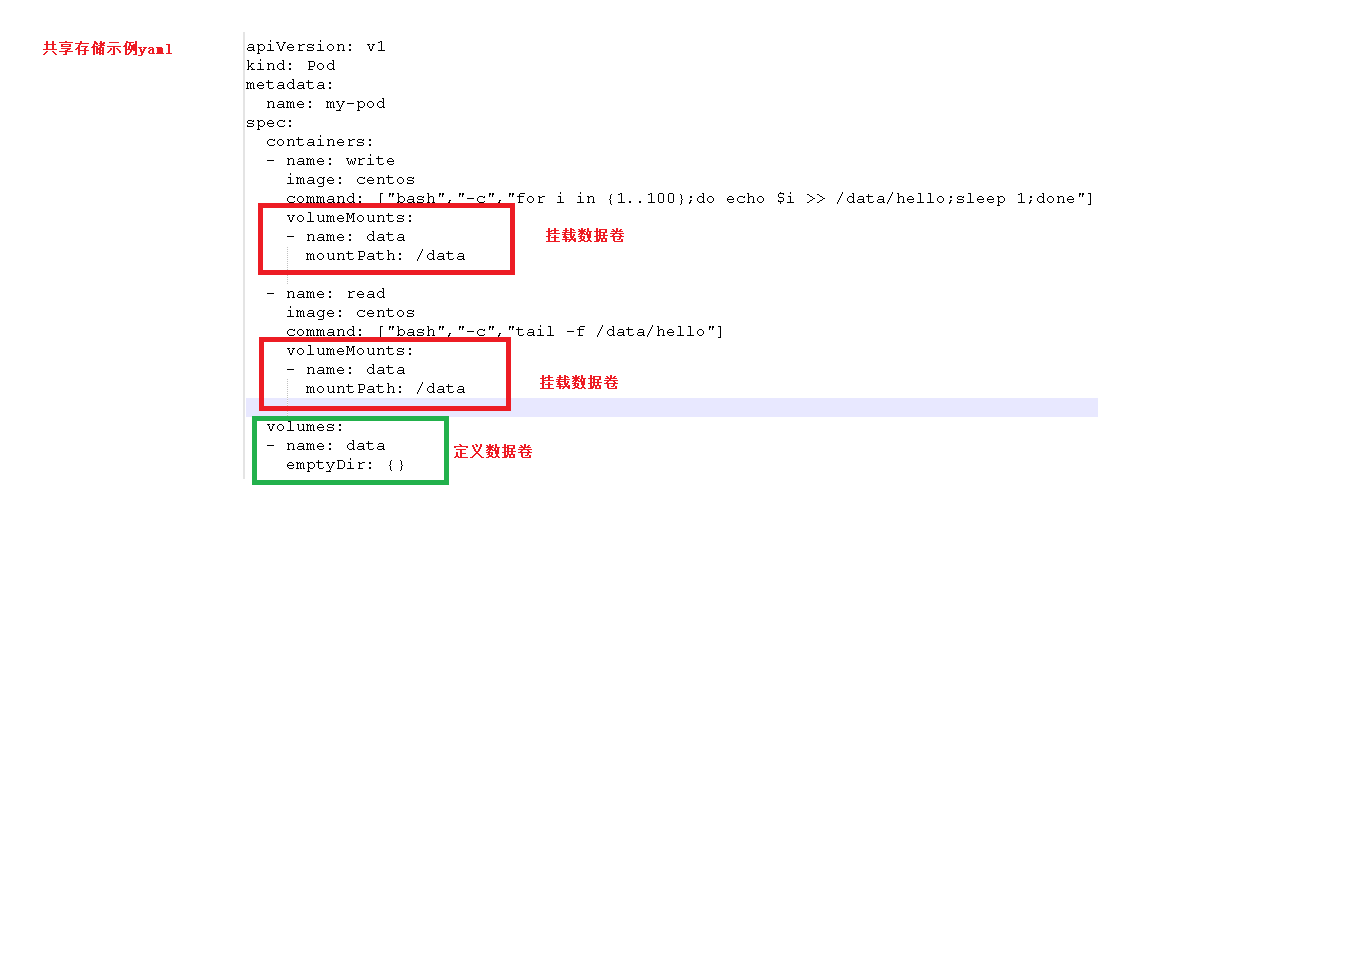 共享存储示例yaml
apiVersion: v1
kind: Pod
metadata:
  name: my-pod
spec:
  containers:
  - name: write
    image: centos
    command: ["bash","-c","for i in {1..100};do echo $i >> /data/hello;sleep 1;done"]
    volumeMounts:
    - name: data
      mountPath: /data
挂载数据卷
  - name: read
    image: centos
    command: ["bash","-c","tail -f /data/hello"]
    volumeMounts:
    - name: data
      mountPath: /data
挂载数据卷
  volumes:
  - name: data
    emptyDir: {}
定义数据卷